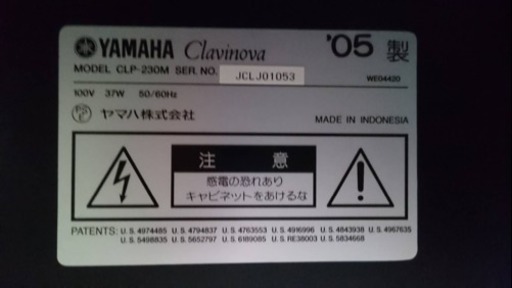 YAMAHA Clavinova '05 製
MODEL CLP-230M SER. NO. JCLJ01053
WE04420
100V 37W 50/60Hz
PS E ヤマハ株式会社
MADE IN INDONESIA
注 意
感電の恐れあり
キャビネットをあけるな
PATENTS: U.S. 4974485 U.S. 4794837 U.S. 4763553 U.S. 4916996 U.S. 4843938 U.S. 4967635
U.S. 5498835 U.S. 5652797 U.S. 6189085 U.S. RE38003 U.S. 5834668